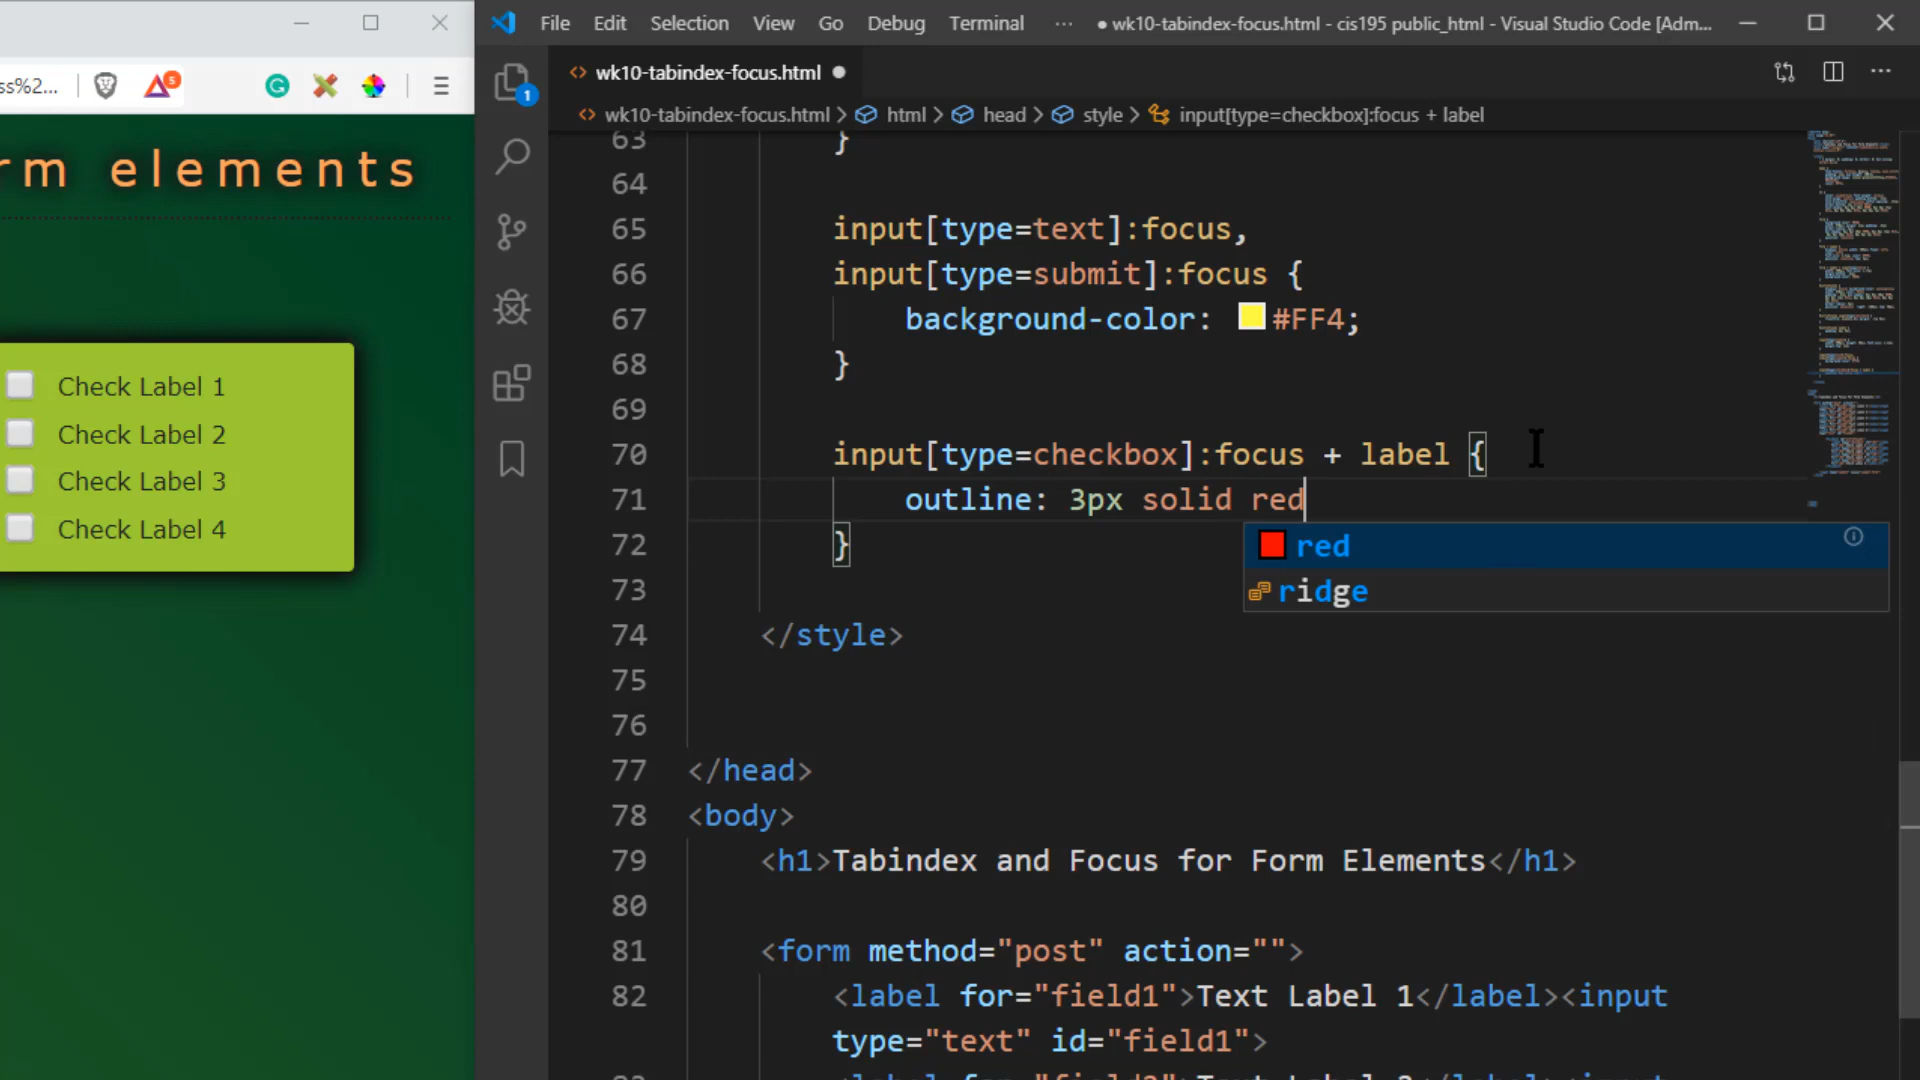 File Edit Selection View Go Debug Terminal ··· ● wk10-tabindex-focus.html - cis195 public_html - Visual Studio Code [Adm...
ss%2... 5
wk10-tabindex-focus.html
wk10-tabindex-focus.html > html > head > style > input[type=checkbox]:focus + label
1
rm elements
Check Label 1
Check Label 2
Check Label 3
Check Label 4
63 }
64
65 input[type=text]:focus,
66 input[type=submit]:focus {
67 background-color: #FF4;
68 }
69
70 input[type=checkbox]:focus + label {
71 outline: 3px solid red
72 }
red
ridge
73
74 </style>
75
76
77 </head>
78 <body>
79 <h1>Tabindex and Focus for Form Elements</h1>
80
81 <form method="post" action="">
82 <label for="field1">Text Label 1</label><input
type="text" id="field1">